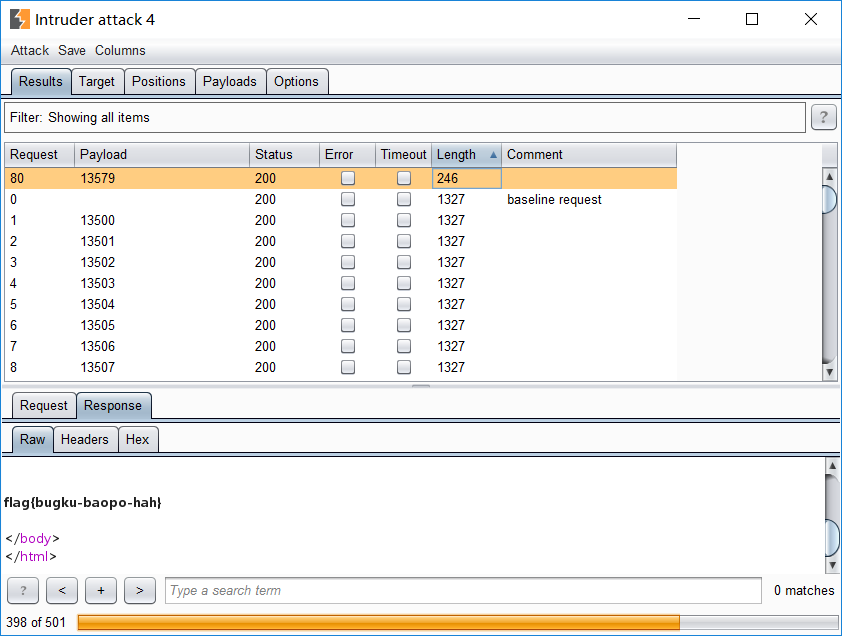 Intruder attack 4
Attack Save Columns
Results Target Positions Payloads Options
Filter: Showing all items ?
Request Payload Status Error Timeout Length Comment
80 13579 200 246
0 200 1327 baseline request
1 13500 200 1327
2 13501 200 1327
3 13502 200 1327
4 13503 200 1327
5 13504 200 1327
6 13505 200 1327
7 13506 200 1327
8 13507 200 1327
Request Response
Raw Headers Hex
flag{bugku-baopo-hah}
</body>
</html>
? < + > Type a search term 0 matches
398 of 501